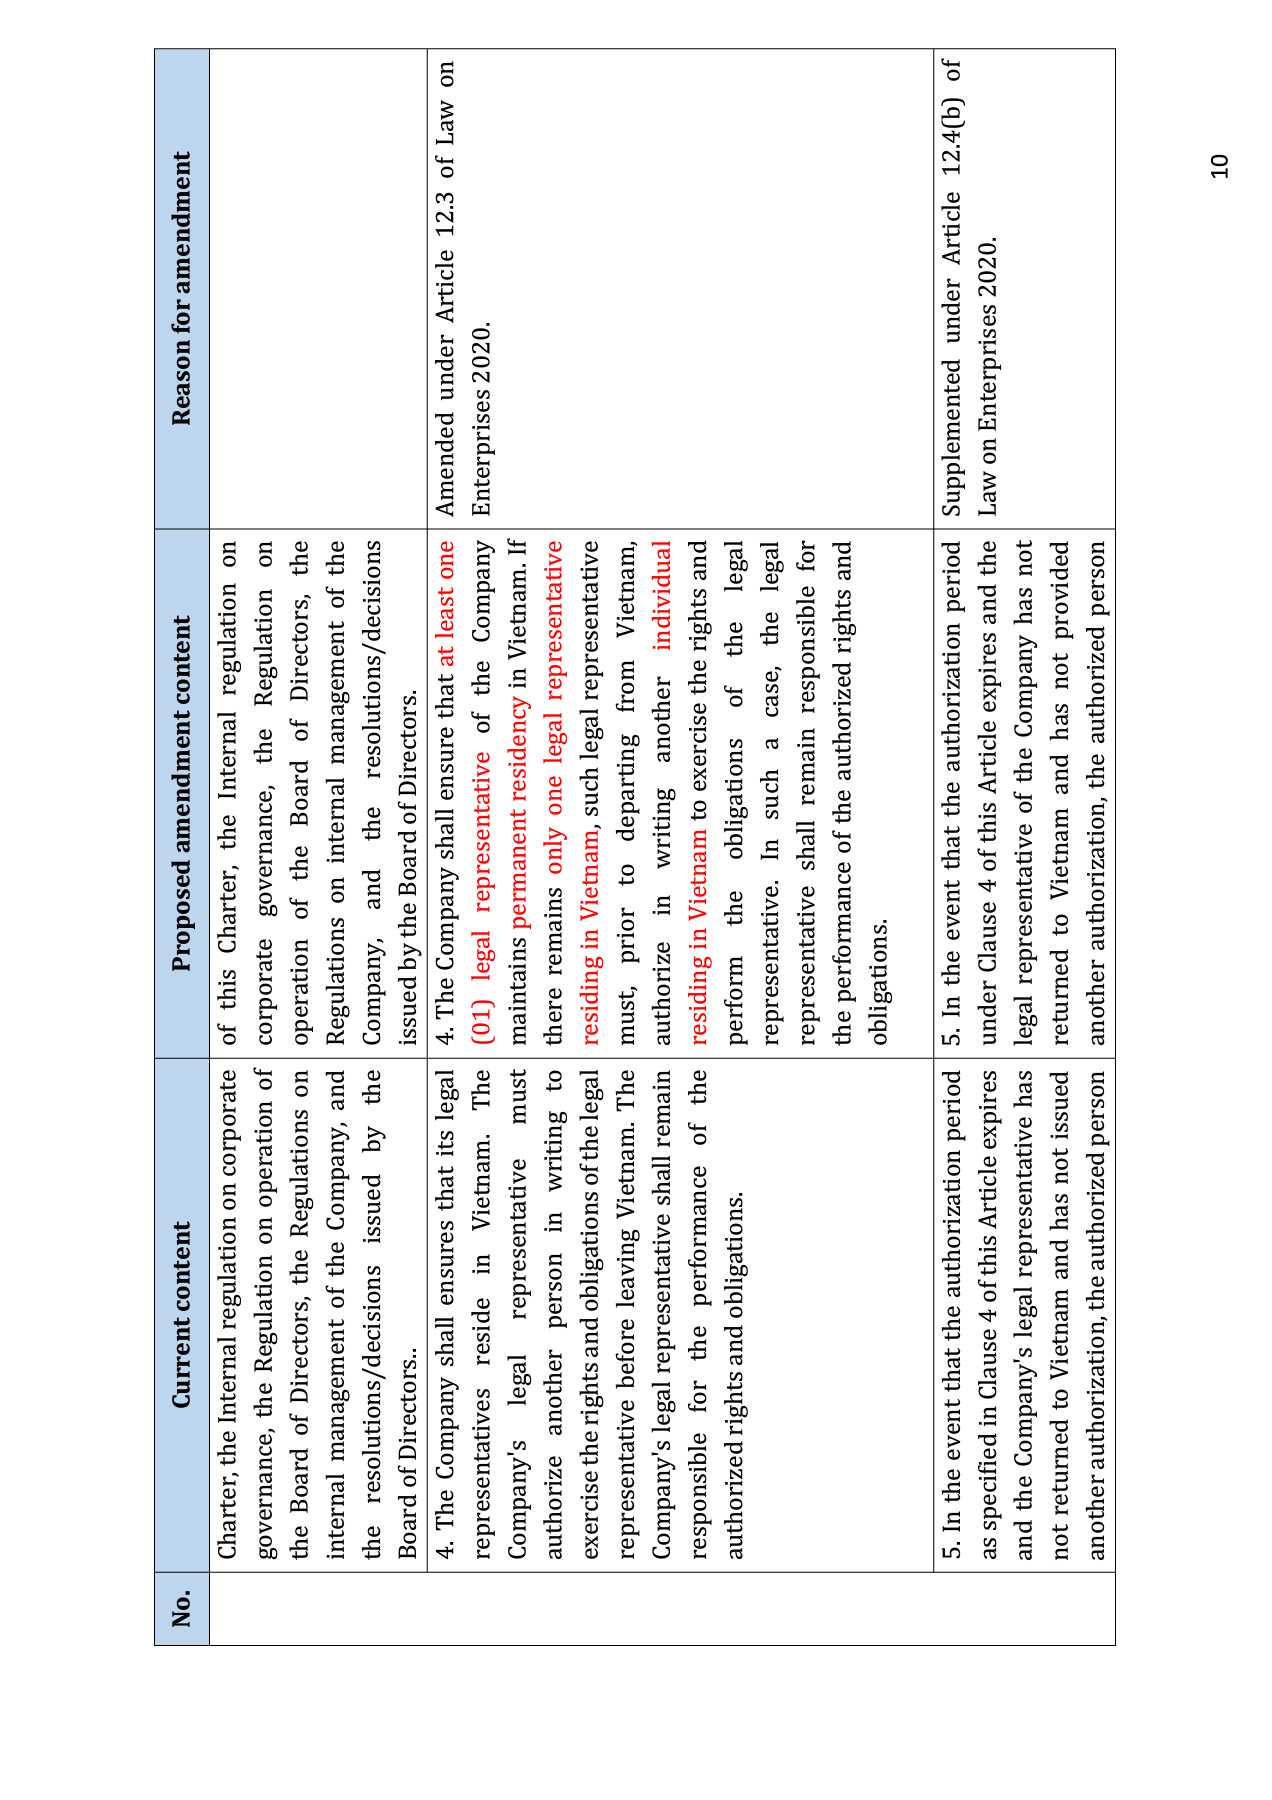 No.
Current content
Proposed amendment content
Reason for amendment
Charter, the Internal regulation on corporate
governance, the Regulation on operation of
the Board of Directors, the Regulations on
internal management of the Company, and
the resolutions/decisions issued by the
Board of Directors..
of this Charter, the Internal regulation on
corporate governance, the Regulation on
operation of the Board of Directors, the
Regulations on internal management of the
Company, and the resolutions/decisions
issued by the Board of Directors.
4. The Company shall ensures that its legal
representatives reside in Vietnam. The
Company's legal representative must
authorize another person in writing to
exercise the rights and obligations of the legal
representative before leaving Vietnam. The
Company's legal representative shall remain
responsible for the performance of the
authorized rights and obligations.
4. The Company shall ensure that at least one
(01) legal representative of the Company
maintains permanent residency in Vietnam. If
there remains only one legal representative
residing in Vietnam, such legal representative
must, prior to departing from Vietnam,
authorize in writing another individual
residing in Vietnam to exercise the rights and
perform the obligations of the legal
representative. In such a case, the legal
representative shall remain responsible for
the performance of the authorized rights and
obligations.
Amended under Article 12.3 of Law on
Enterprises 2020.
5. In the event that the authorization period
as specified in Clause 4 of this Article expires
and the Company's legal representative has
not returned to Vietnam and has not issued
another authorization, the authorized person
5. In the event that the authorization period
under Clause 4 of this Article expires and the
legal representative of the Company has not
returned to Vietnam and has not provided
another authorization, the authorized person
Supplemented under Article 12.4(b) of
Law on Enterprises 2020.
10